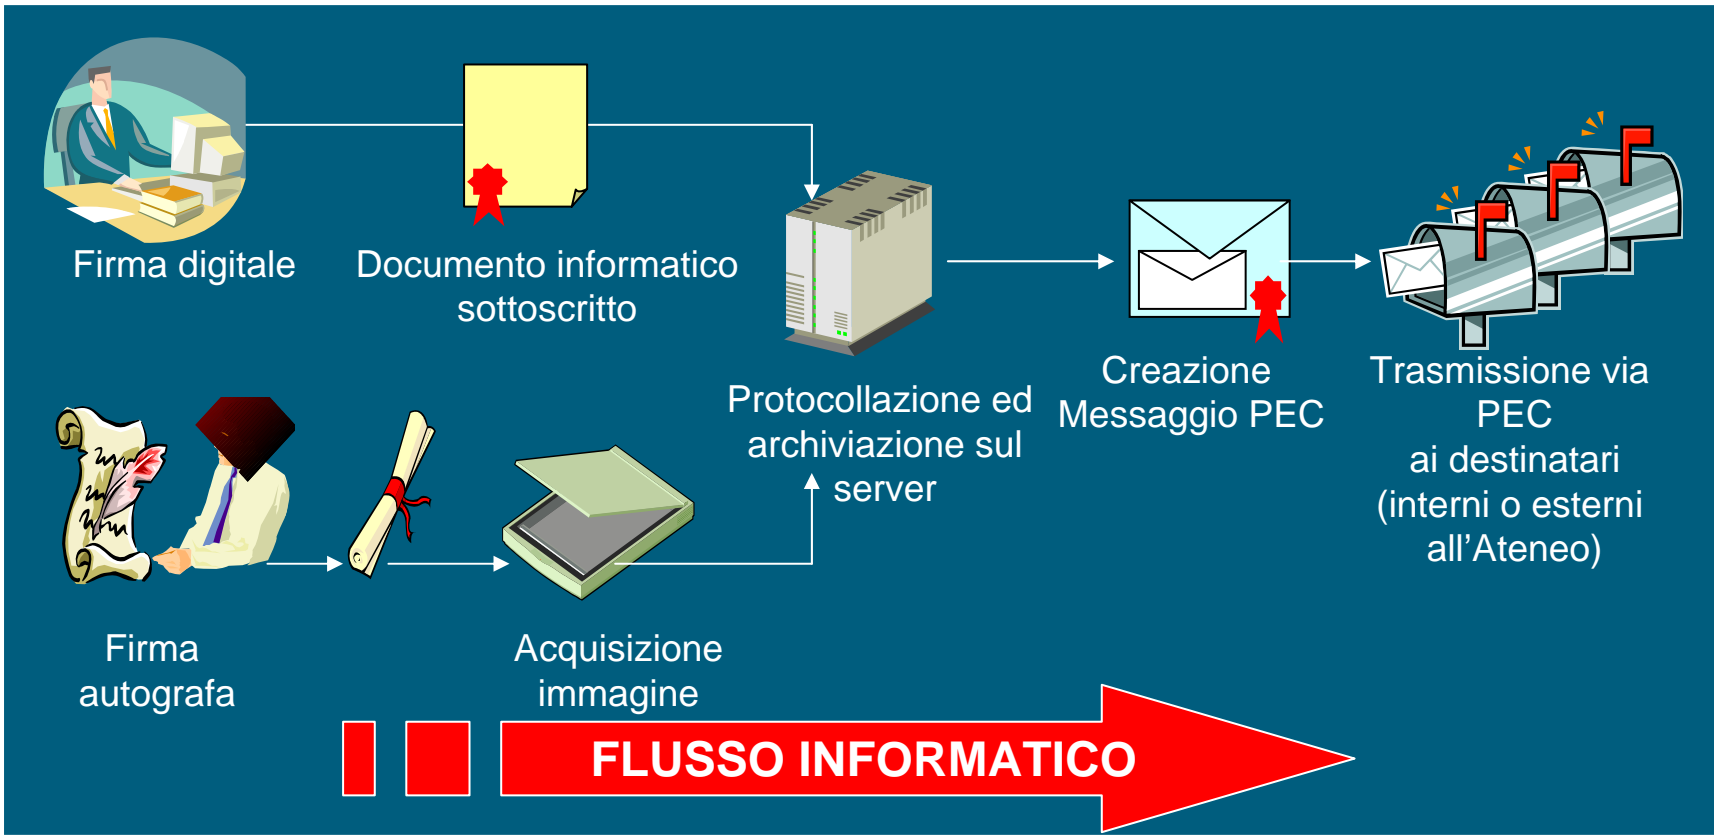 Firma digitale
Documento informatico
sottoscritto
Protocollazione ed
archiviazione sul
server
Creazione
Messaggio PEC
Trasmissione via
PEC
ai destinatari
(interni o esterni
all’Ateneo)
Firma
autografa
Acquisizione
immagine
FLUSSO INFORMATICO